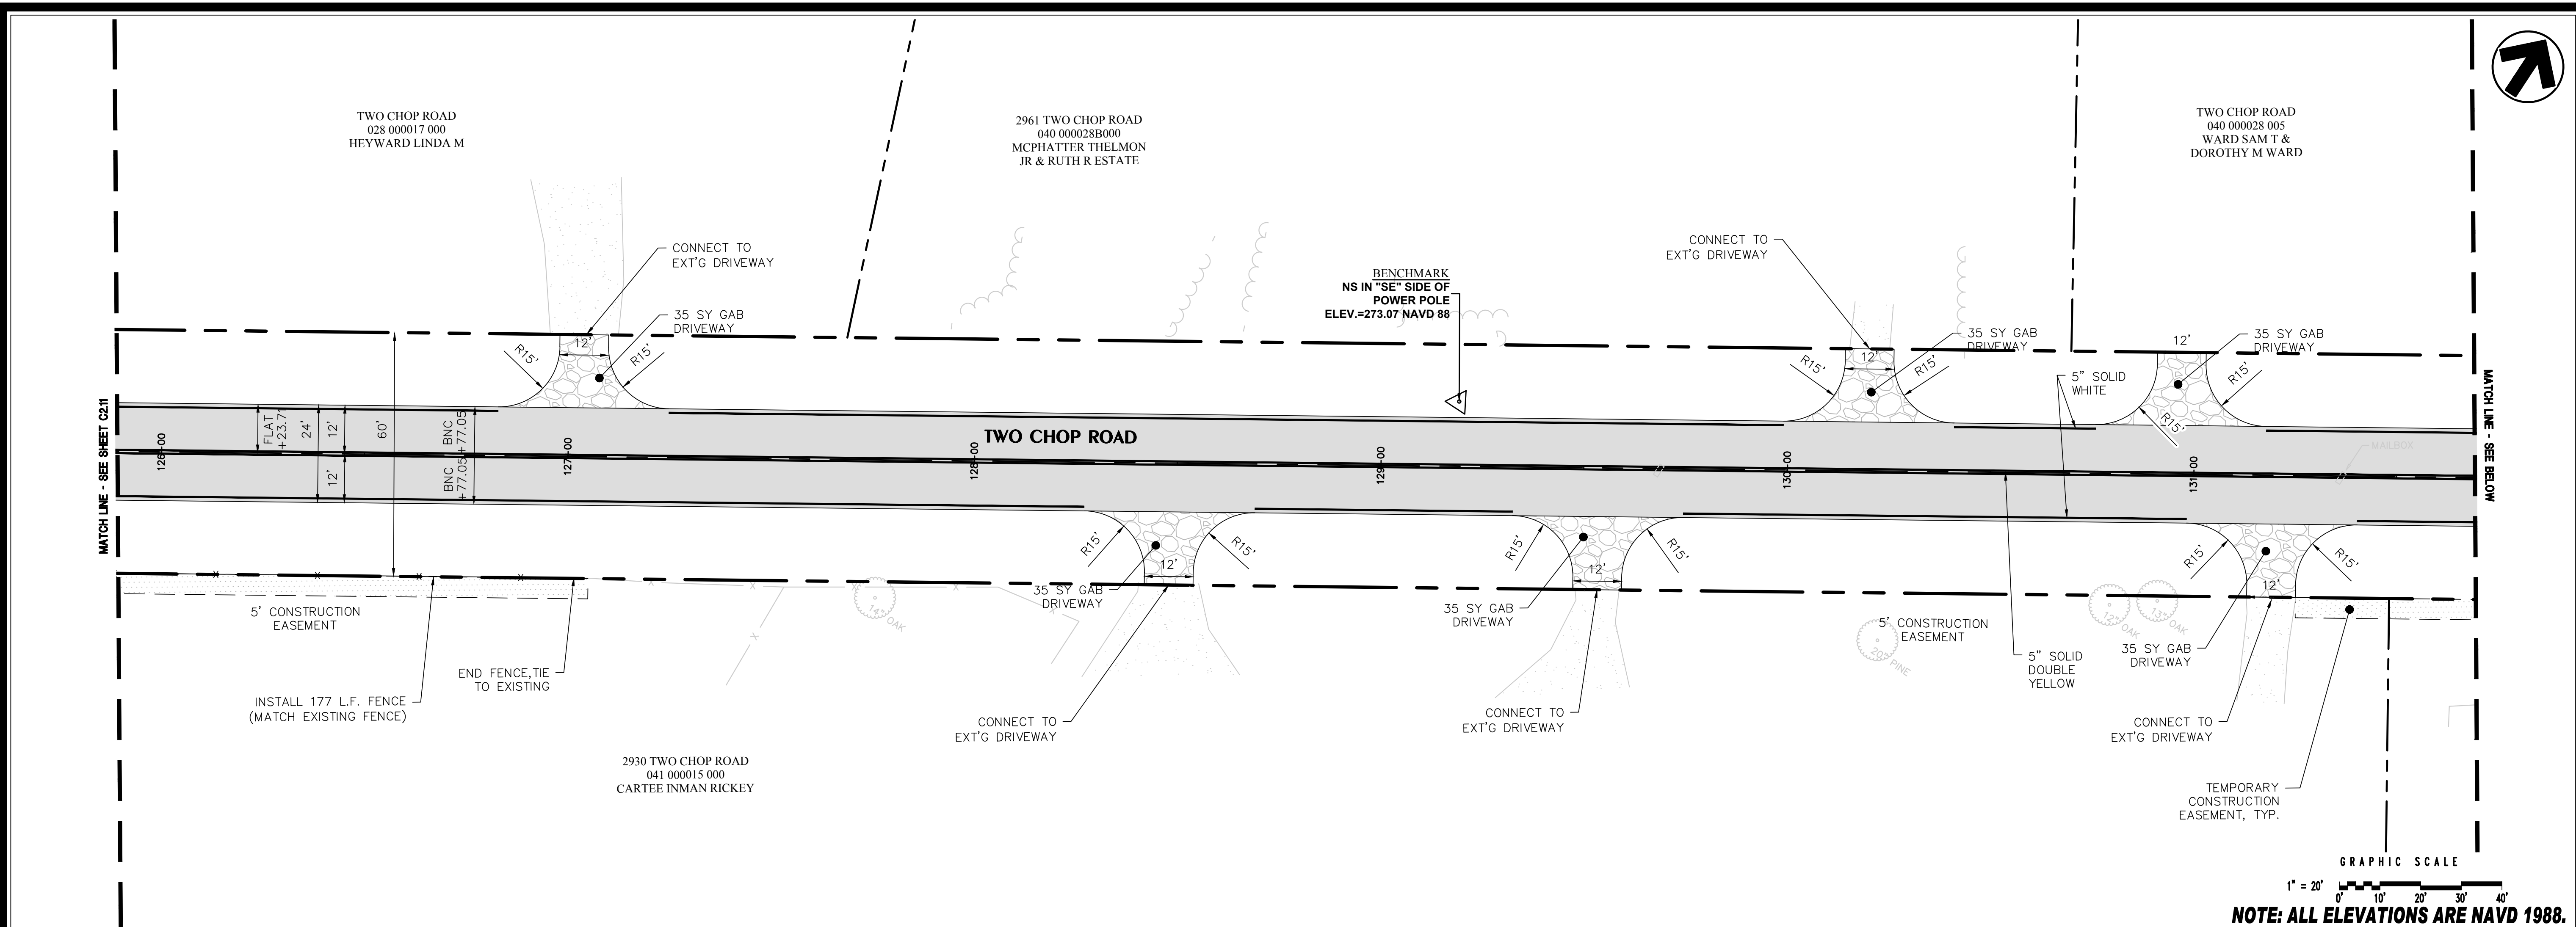 TWO CHOP ROAD
028 000017 000
HEYWARD LINDA M
2961 TWO CHOP ROAD
040 000028B000
MCPHATTER THELMON
JR & RUTH R ESTATE
TWO CHOP ROAD
040 000028 005
WARD SAM T &
DOROTHY M WARD
CONNECT TO
EXT'G DRIVEWAY
35 SY GAB
DRIVEWAY
12'
R15'
R15'
BENCHMARK
NS IN "SE" SIDE OF
POWER POLE
ELEV.=273.07 NAVD 88
CONNECT TO
EXT'G DRIVEWAY
35 SY GAB
DRIVEWAY
12'
R15'
R15'
5" SOLID
WHITE
12'
35 SY GAB
DRIVEWAY
R15'
R15'
MATCH LINE - SEE SHEET C2.11
FLAT
+23.71
24'
12'
12'
60'
BNC
+77.05
BNC
+77.05
TWO CHOP ROAD
126+00
127+00
128+00
129+00
130+00
131+00
MAILBOX
MATCH LINE - SEE BELOW
5' CONSTRUCTION
EASEMENT
INSTALL 177 L.F. FENCE
(MATCH EXISTING FENCE)
END FENCE,TIE
TO EXISTING
14" OAK
R15'
R15'
12'
35 SY GAB
DRIVEWAY
CONNECT TO
EXT'G DRIVEWAY
R15'
R15'
12'
35 SY GAB
DRIVEWAY
CONNECT TO
EXT'G DRIVEWAY
5' CONSTRUCTION
EASEMENT
20" PINE
5" SOLID
DOUBLE
YELLOW
12" OAK
13" OAK
R15'
R15'
12'
35 SY GAB
DRIVEWAY
CONNECT TO
EXT'G DRIVEWAY
TEMPORARY
CONSTRUCTION
EASEMENT, TYP.
2930 TWO CHOP ROAD
041 000015 000
CARTEE INMAN RICKEY
GRAPHIC SCALE
1" = 20'
0' 10' 20' 30' 40'
NOTE: ALL ELEVATIONS ARE NAVD 1988.